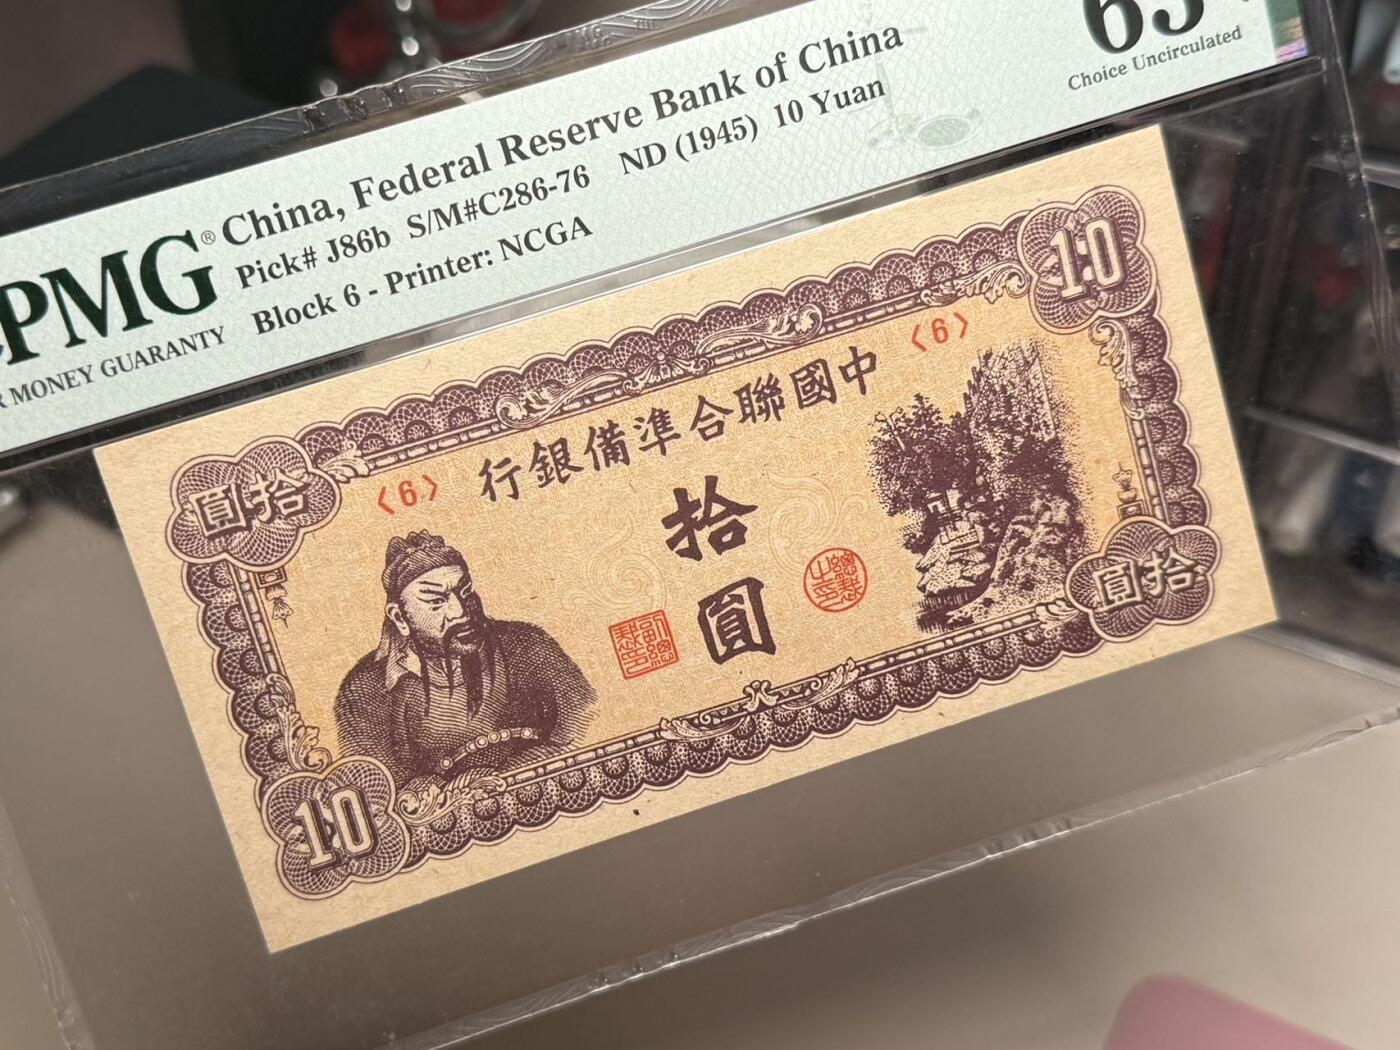 China, Federal Reserve Bank of China
Pick# J86b S/M#C286-76 ND (1945) 10 Yuan
Block 6 - Printer: NCGA
PMG®
MONEY GUARANTY
Choice Uncirculated
行銀備準合聯國中
〈6〉
〈6〉
圓拾
10
拾
圓
10
圓拾